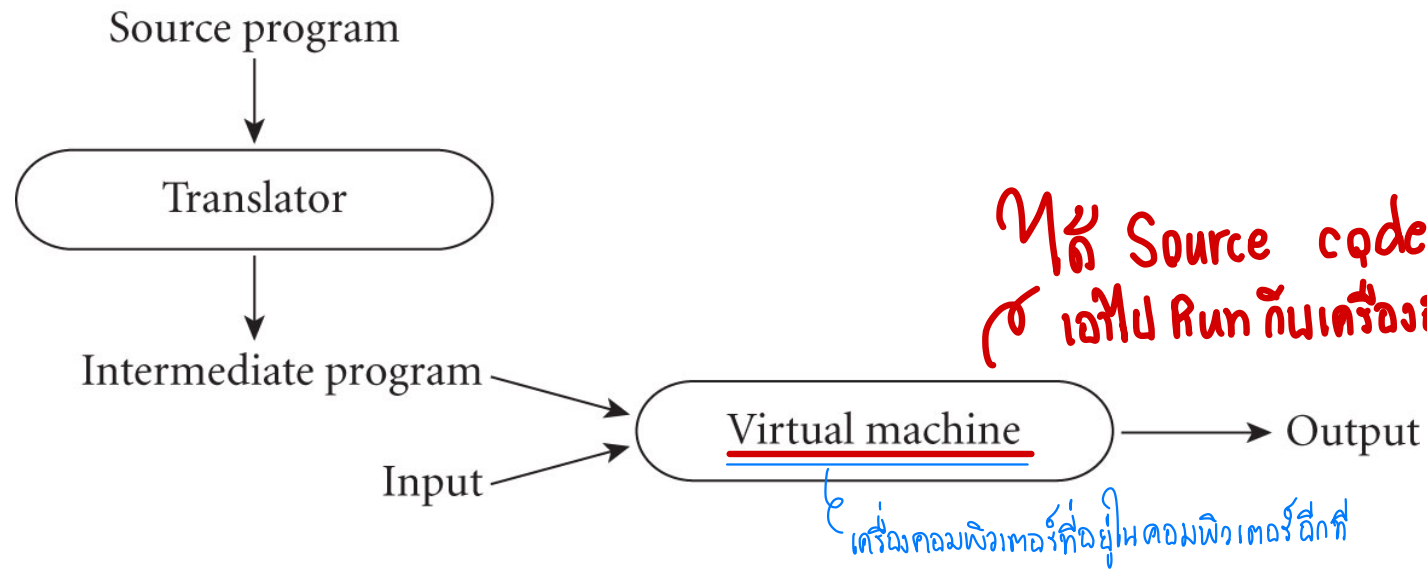 Source program
Translator
ได้ Source code
เอาไป Run กับเครื่อง
Intermediate program
Virtual machine
Output
Input
เครื่องคอมพิวเตอร์ที่อยู่ในคอมพิวเตอร์อีกที